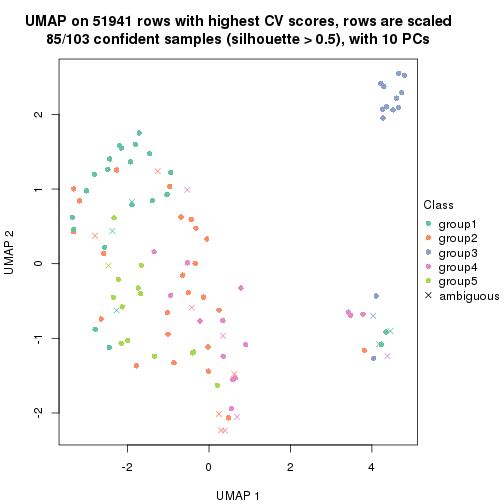 UMAP on 51941 rows with highest CV scores, rows are scaled
85/103 confident samples (silhouette > 0.5), with 10 PCs
2
1
0
-1
-2
UMAP 2
-2
0
2
4
UMAP 1
Class
group1
group2
group3
group4
group5
ambiguous